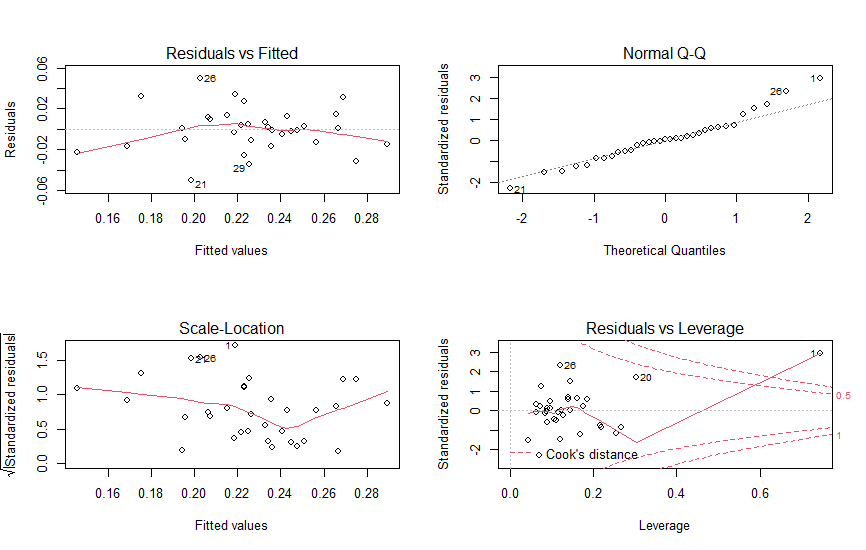 Residuals vs Fitted
Residuals
-0.06 -0.02 0.02 0.06
26
29
21
0.16 0.18 0.20 0.22 0.24 0.26 0.28
Fitted values
Normal Q-Q
Standardized residuals
-2 0 1 2 3
1
26
21
-2 -1 0 1 2
Theoretical Quantiles
Scale-Location
√|Standardized residuals|
0.0 0.5 1.0 1.5
1
21
26
0.16 0.18 0.20 0.22 0.24 0.26 0.28
Fitted values
Residuals vs Leverage
Standardized residuals
-2 0 1 2 3
1
26
20
0.5
1
Cook's distance
0.0 0.2 0.4 0.6
Leverage